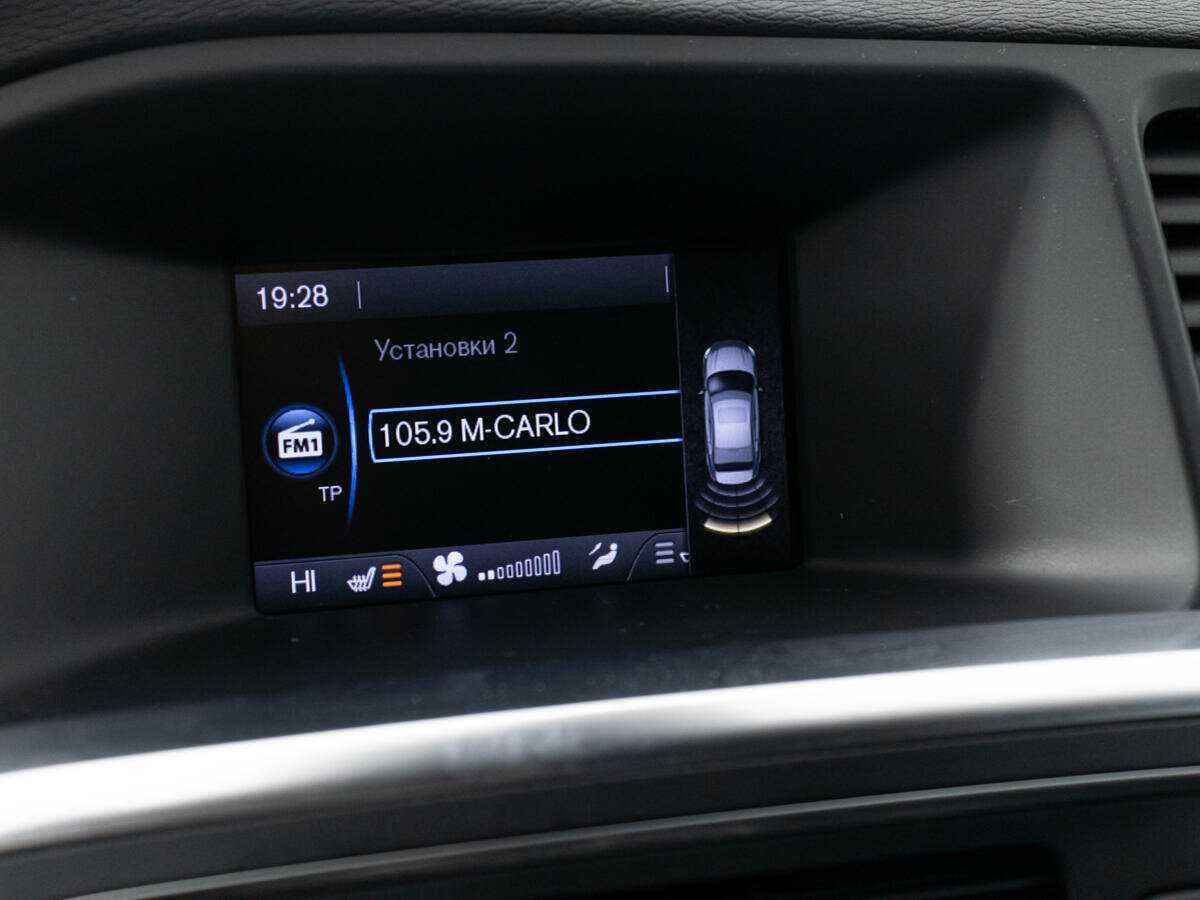 19:28
Установки 2
FM1
105.9 M-CARLO
TP
HI